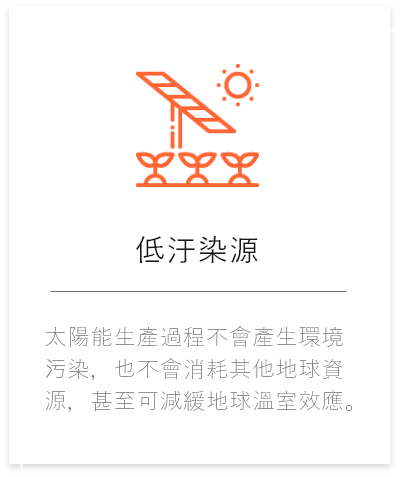 低汙染源
太陽能生產過程不會產生環境
污染，也不會消耗其他地球資
源，甚至可減緩地球溫室效應。